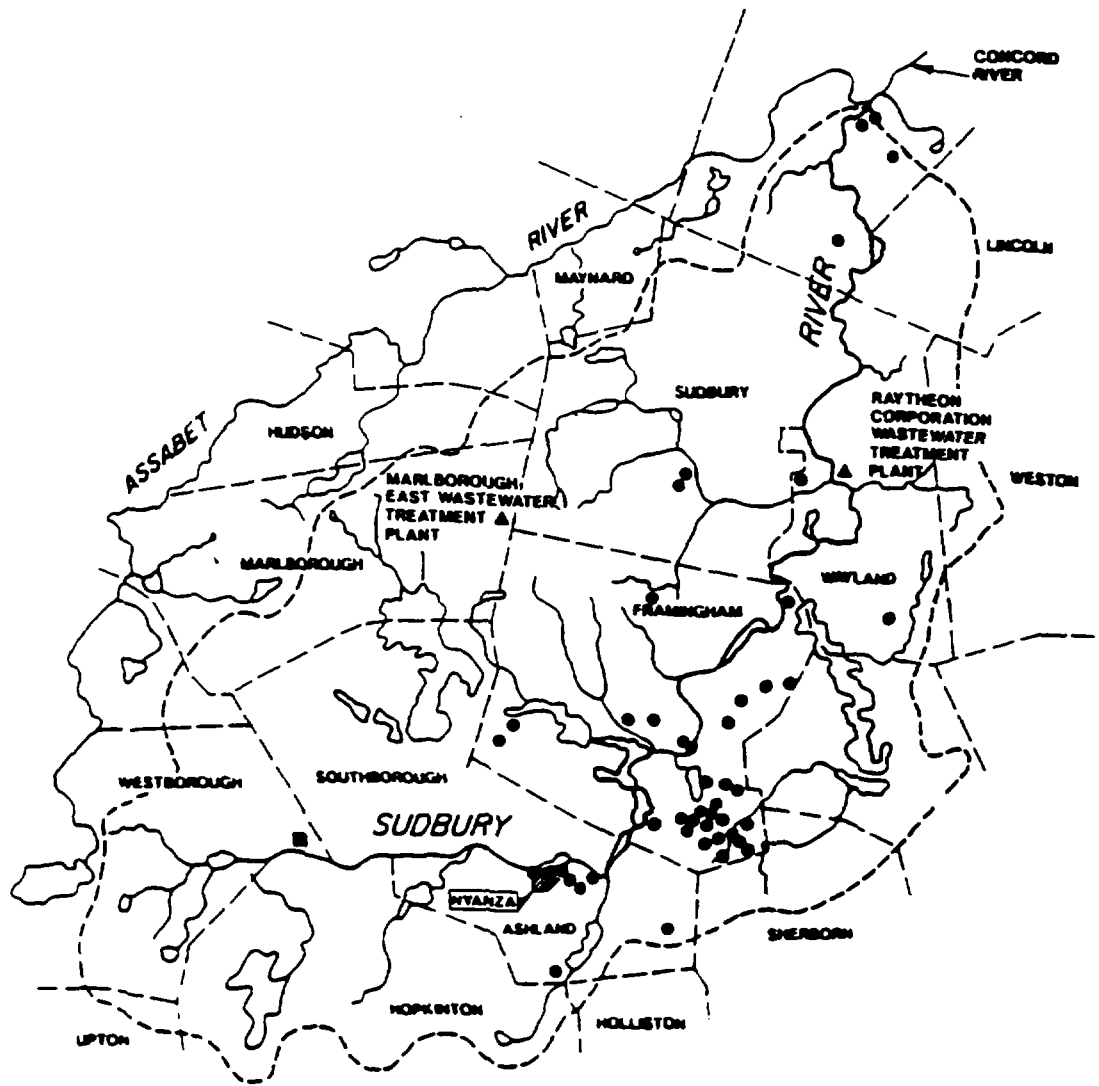 CONCORD
RIVER
RIVER
LINCOLN
MAYNARD
RIVER
SUDBURY
RAYTHEON
CORPORATION
WASTEWATER
TREATMENT
PLANT
HUDSON
ASSABET
MARLBOROUGH
EAST WASTEWATER
TREATMENT
PLANT
WESTON
MARLBOROUGH
WAYLAND
FRAMINGHAM
WESTBOROUGH
SOUTHBOROUGH
SUDBURY
NYANZA
ASHLAND
SHERBORN
HOPKINTON
HOLLISTON
UPTON